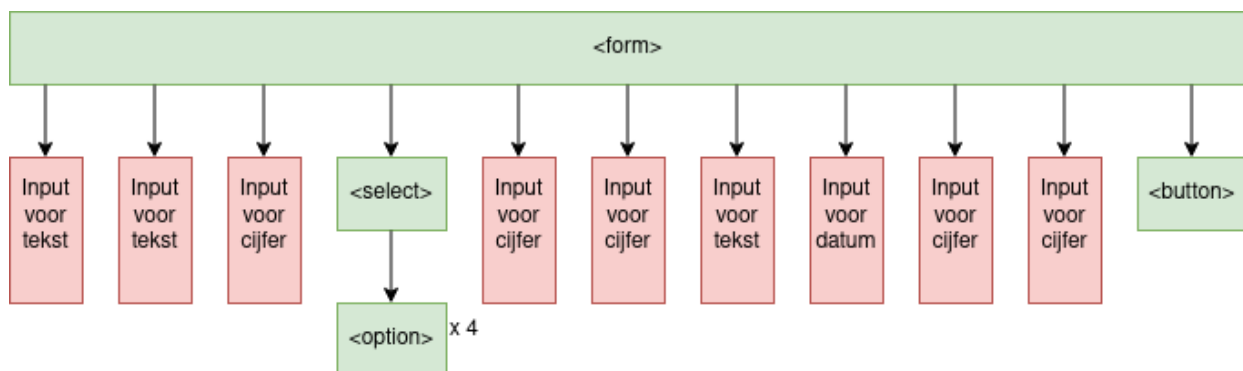 <form>
Input
voor
tekst
Input
voor
tekst
Input
voor
cijfer
<select>
Input
voor
cijfer
Input
voor
cijfer
Input
voor
tekst
Input
voor
datum
Input
voor
cijfer
Input
voor
cijfer
<button>
<option>
x 4